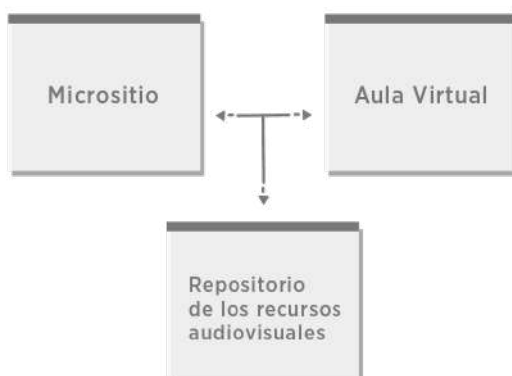 Micrositio
Aula Virtual
Repositorio
de los recursos
audiovisuales